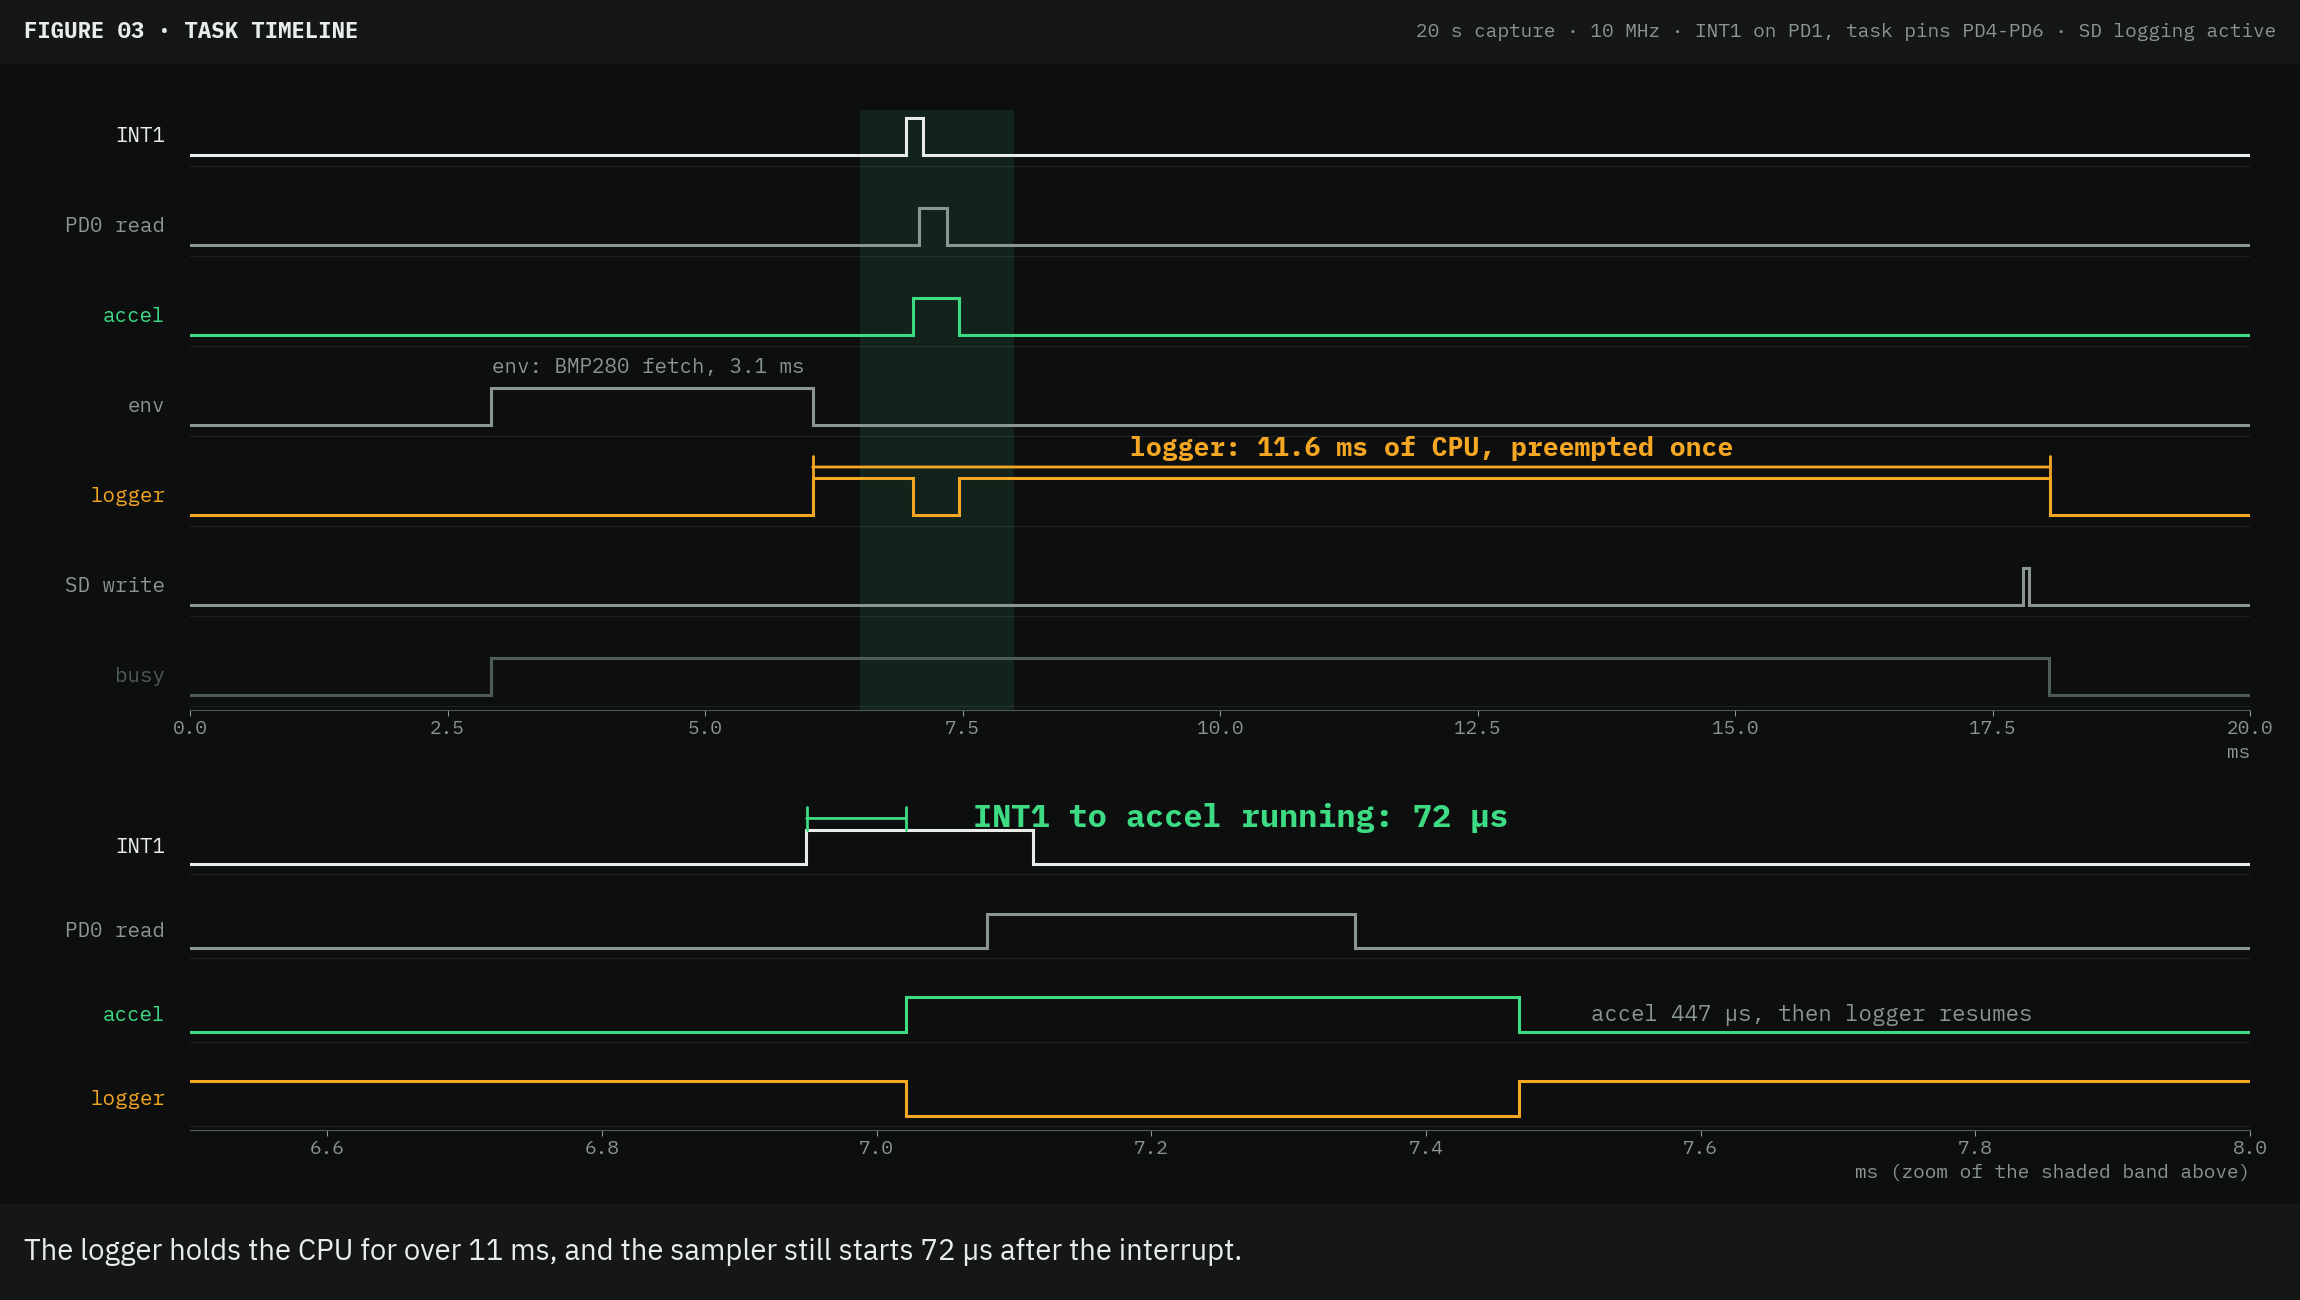 FIGURE 03 · TASK TIMELINE
20 s capture · 10 MHz · INT1 on PD1, task pins PD4-PD6 · SD logging active
INT1
PD0 read
accel
env: BMP280 fetch, 3.1 ms
env
logger: 11.6 ms of CPU, preempted once
logger
SD write
busy
0.0 2.5 5.0 7.5 10.0 12.5 15.0 17.5 20.0
ms
INT1 to accel running: 72 µs
INT1
PD0 read
accel
accel 447 µs, then logger resumes
logger
6.6 6.8 7.0 7.2 7.4 7.6 7.8 8.0
ms (zoom of the shaded band above)
The logger holds the CPU for over 11 ms, and the sampler still starts 72 µs after the interrupt.